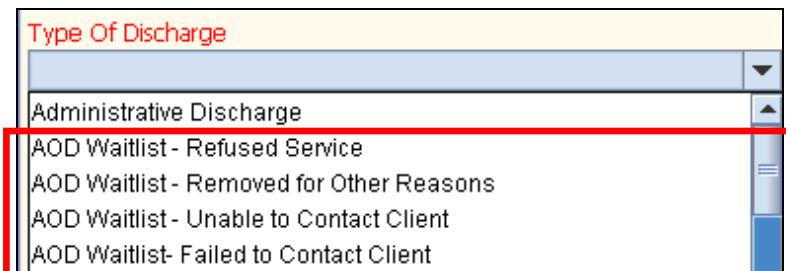 Type Of Discharge
Administrative Discharge
AOD Waitlist - Refused Service
AOD Waitlist - Removed for Other Reasons
AOD Waitlist - Unable to Contact Client
AOD Waitlist- Failed to Contact Client